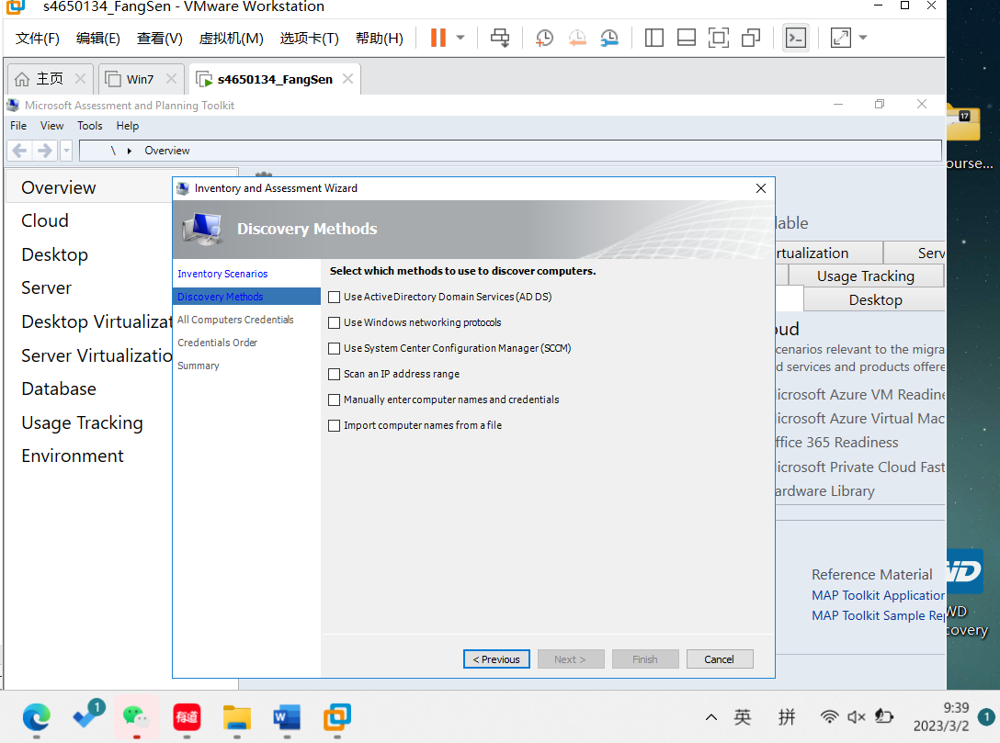 s4650134_FangSen - VMware Workstation
文件(F) 编辑(E) 查看(V) 虚拟机(M) 选项卡(T) 帮助(H)
主页 Win7 s4650134_FangSen
Microsoft Assessment and Planning Toolkit
File View Tools Help
\ Overview
17
ourse...
Overview
Cloud
Desktop
Server
Desktop Virtualizat
Server Virtualizatio
Database
Usage Tracking
Environment
Inventory and Assessment Wizard
Discovery Methods
Inventory Scenarios
Discovery Methods
All Computers Credentials
Credentials Order
Summary
Select which methods to use to discover computers.
Use Active Directory Domain Services (AD DS)
Use Windows networking protocols
Use System Center Configuration Manager (SCCM)
Scan an IP address range
Manually enter computer names and credentials
Import computer names from a file
< Previous Next > Finish Cancel
lable
rtualization Serv
Usage Tracking
Desktop
oud
cenarios relevant to the migra
d services and products offere
licrosoft Azure VM Readine
licrosoft Azure Virtual Mac
ffice 365 Readiness
licrosoft Private Cloud Fast
ardware Library
Reference Material
MAP Toolkit Application
MAP Toolkit Sample Rep
WD
WD
covery
1 有道 W
英 拼 9:39
2023/3/2 1